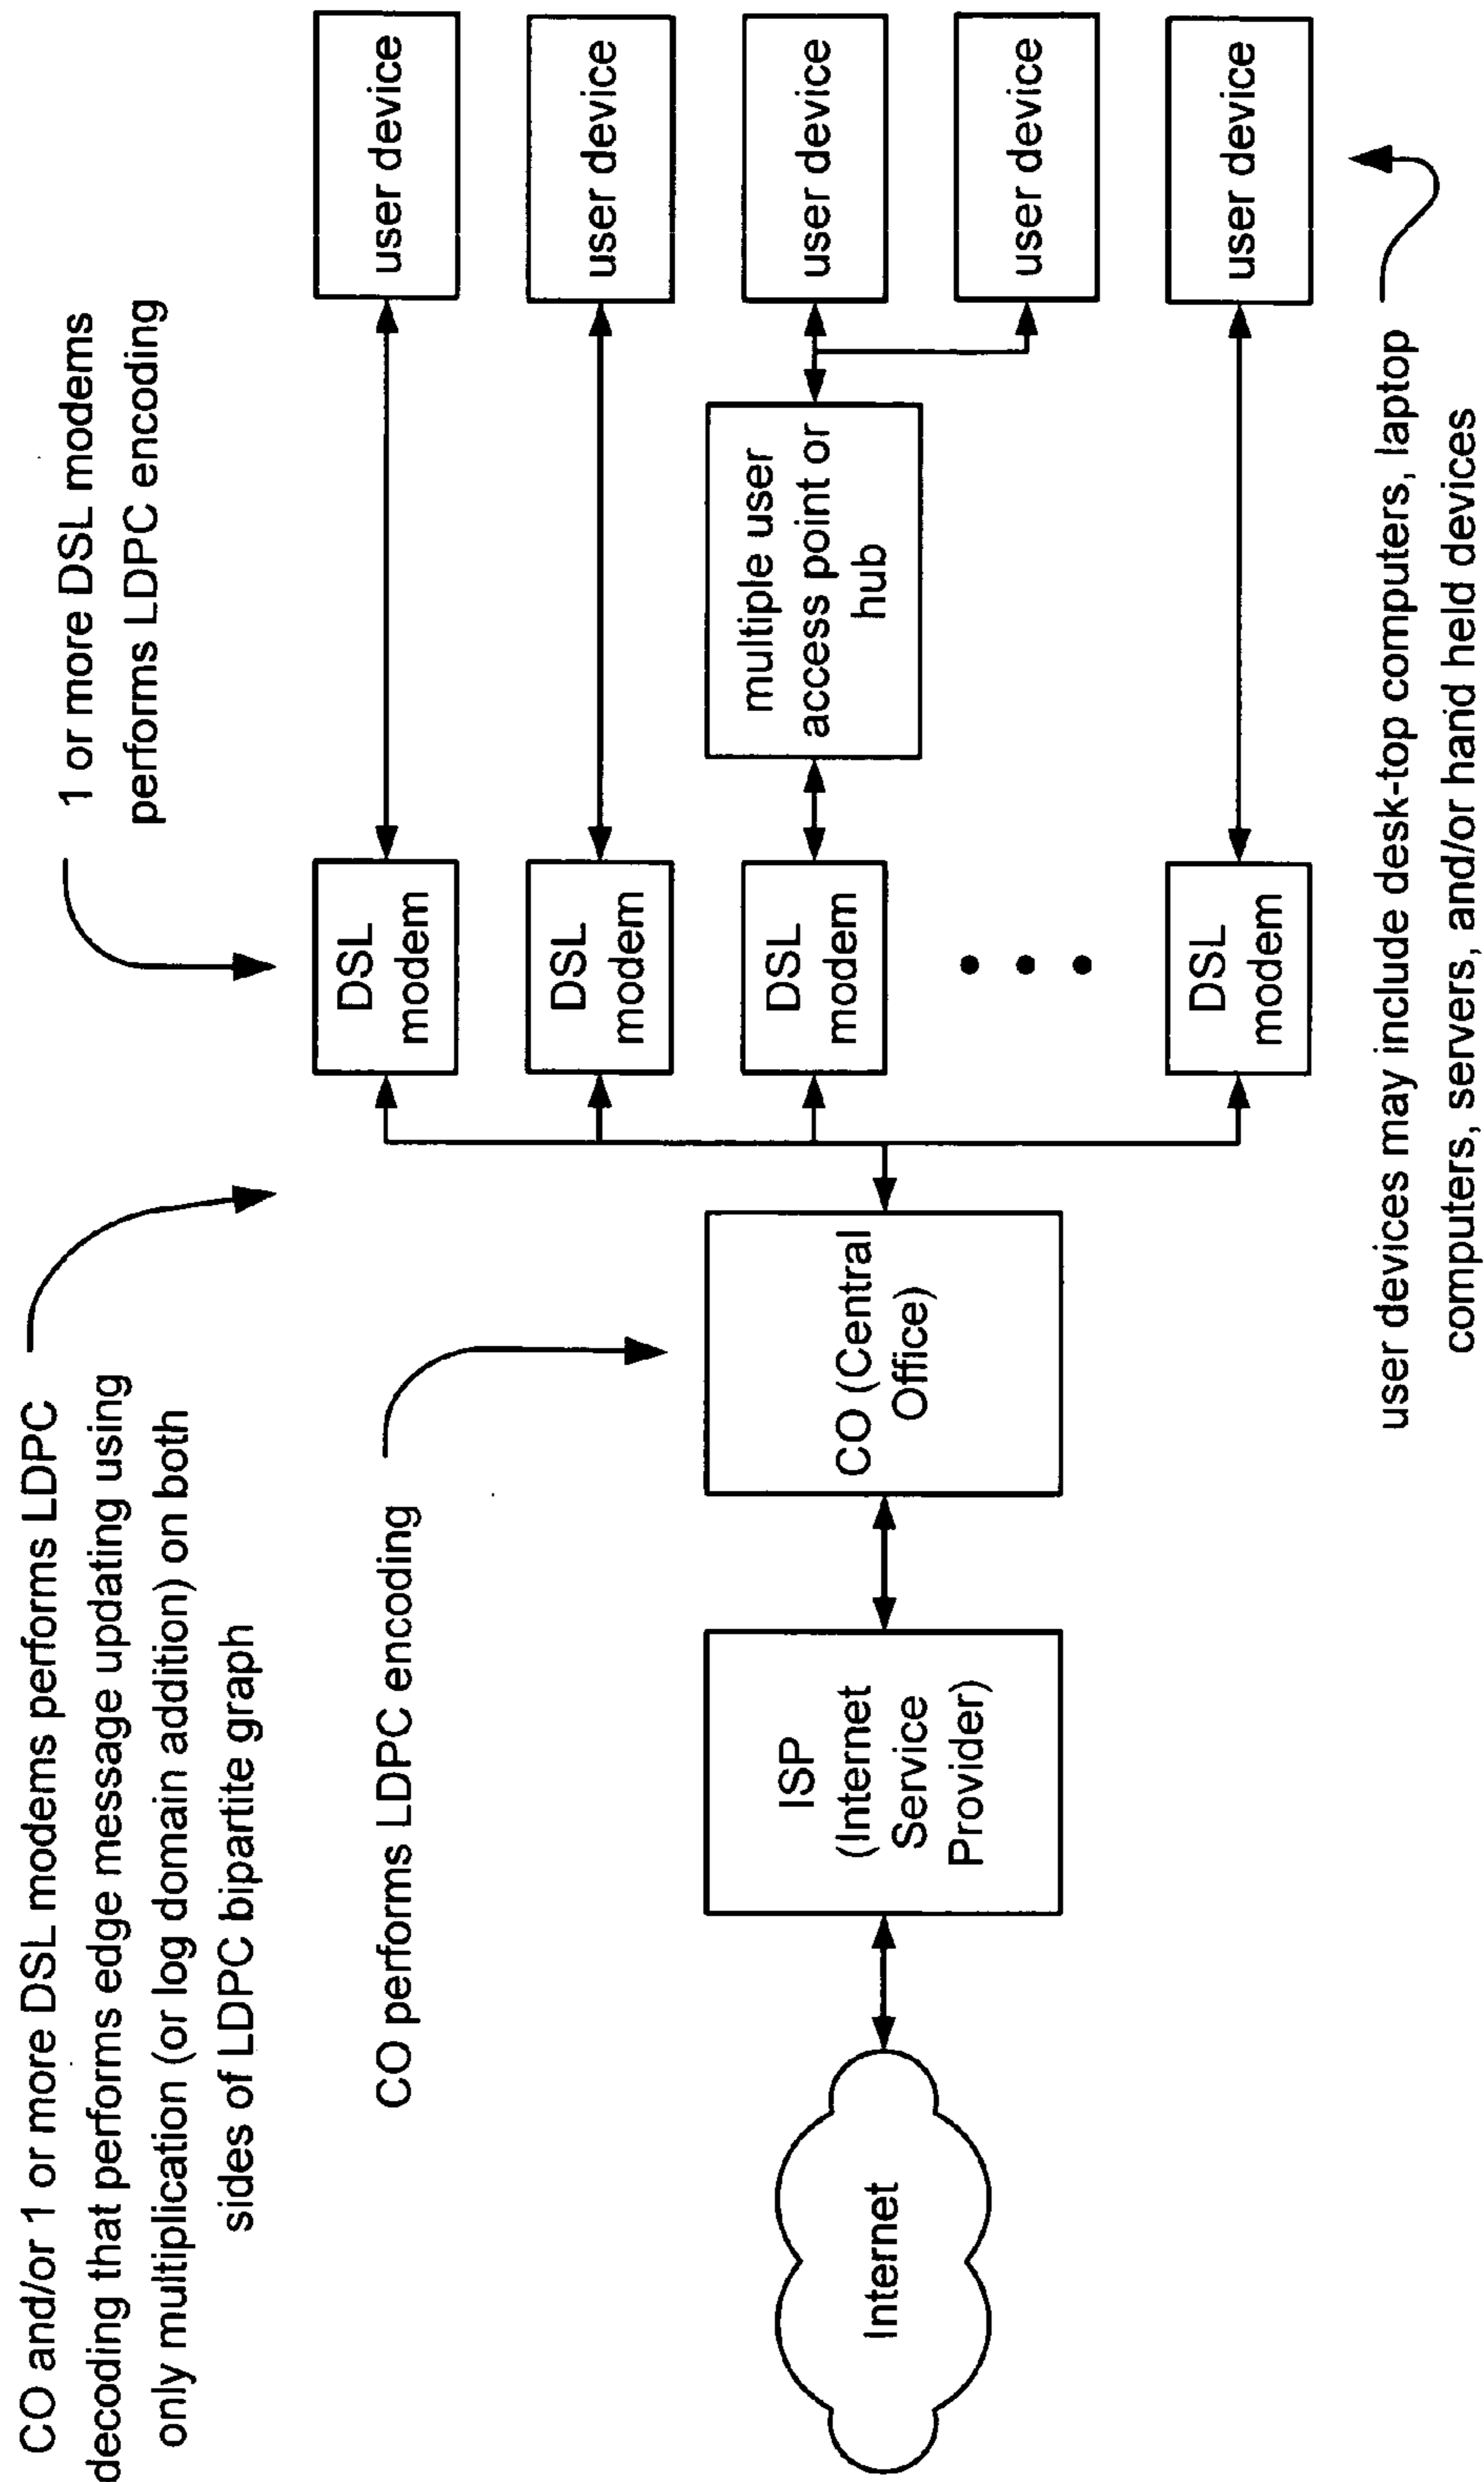 CO and/or 1 or more DSL modems performs LDPC
decoding that performs edge message updating using
only multiplication (or log domain addition) on both
sides of LDPC bipartite graph
1 or more DSL modems
performs LDPC encoding
CO performs LDPC encoding
Internet
ISP
(Internet
Service
Provider)
CO (Central
Office)
DSL
modem
user device
DSL
modem
user device
DSL
modem
multiple user
access point or
hub
user device
user device
DSL
modem
user device
user devices may include desk-top computers, laptop
computers, servers, and/or hand held devices